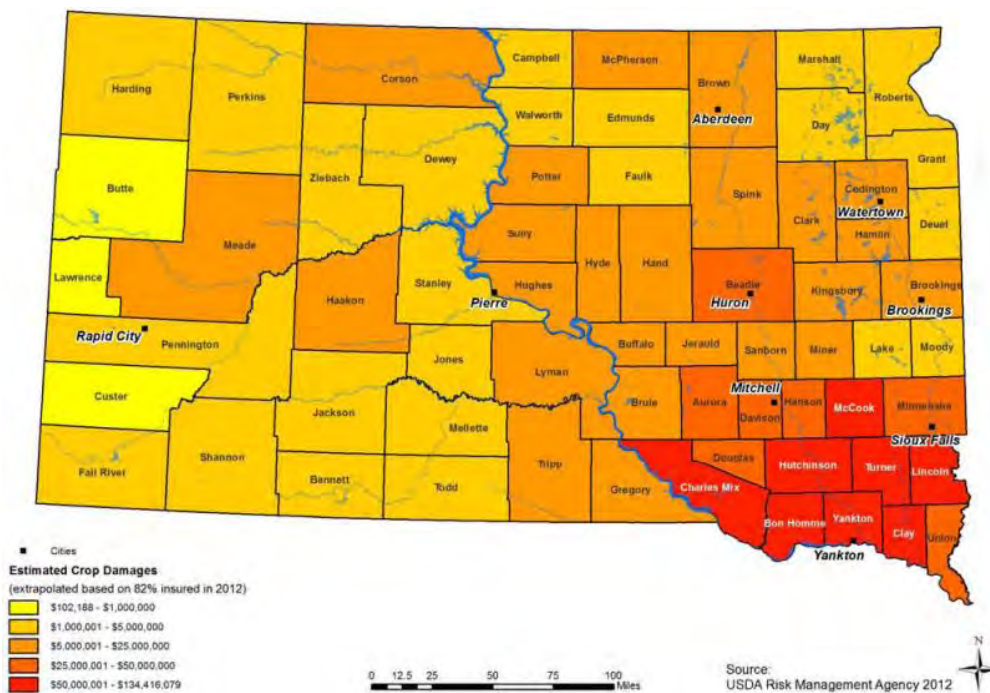 Harding
Perkins
Corson
Campbell
McPherson
Brown
Marshall
Roberts
Walworth
Edmunds
Aberdeen
Day
Dewey
Ziebach
Grant
Butte
Potter
Faulk
Spink
Codington
Clark
Watertown
Deuel
Meade
Sully
Hamlin
Hyde
Hand
Lawrence
Stanley
Hughes
Haakon
Beadle
Kingsbury
Brookings
Pierre
Huron
Brookings
Rapid City
Pennington
Jones
Lyman
Buffalo
Jerauld
Sanborn
Miner
Lake
Moody
Custer
Jackson
Mellette
Brule
Aurora
Mitchell
Davison
Hanson
McCook
Minnehaha
Sioux Falls
Fall River
Shannon
Bennett
Todd
Tripp
Gregory
Douglas
Charles Mix
Hutchinson
Turner
Lincoln
Bon Homme
Yankton
Clay
Union
Yankton
Cities
Estimated Crop Damages
(extrapolated based on 82% insured in 2012)
$102,188 - $1,000,000
$1,000,001 - $5,000,000
$5,000,001 - $25,000,000
$25,000,001 - $50,000,000
$50,000,001 - $134,416,079
0 12.5 25 50 75 100
Miles
N
Source:
USDA Risk Management Agency 2012